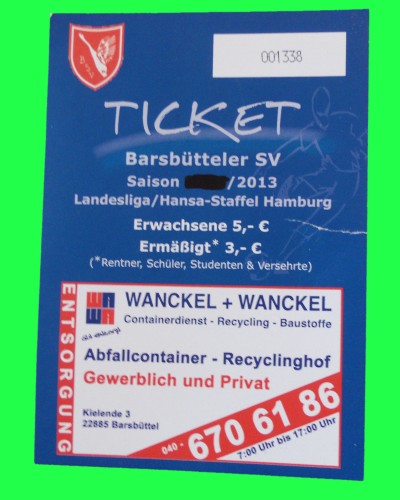 001338
TICKET
Barsbütteler SV
Saison /2013
Landesliga/Hansa-Staffel Hamburg
Erwachsene 5,- €
Ermäßigt* 3,- €
(*Rentner, Schüler, Studenten & Versehrte)
ENTSORGUNG
WAWA
WANCKEL + WANCKEL
Containerdienst - Recycling - Baustoffe
Abfallcontainer - Recyclinghof
Gewerblich und Privat
Kielende 3
22885 Barsbüttel
040- 670 61 86
7:00 Uhr bis 17:00 Uhr